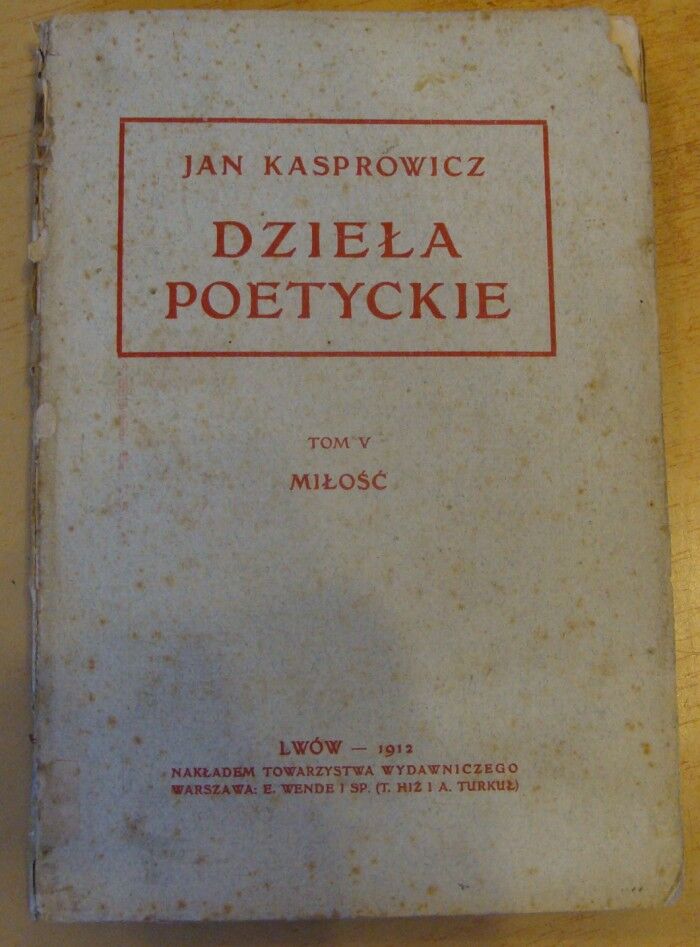 JAN KASPROWICZ
DZIEŁA
POETYCKIE
TOM V
MIŁOŚĆ
LWÓW — 1912
NAKŁADEM TOWARZYSTWA WYDAWNICZEGO
WARSZAWA: E. WENDE I SP. (T. HIŻ I A. TURKUŁ)